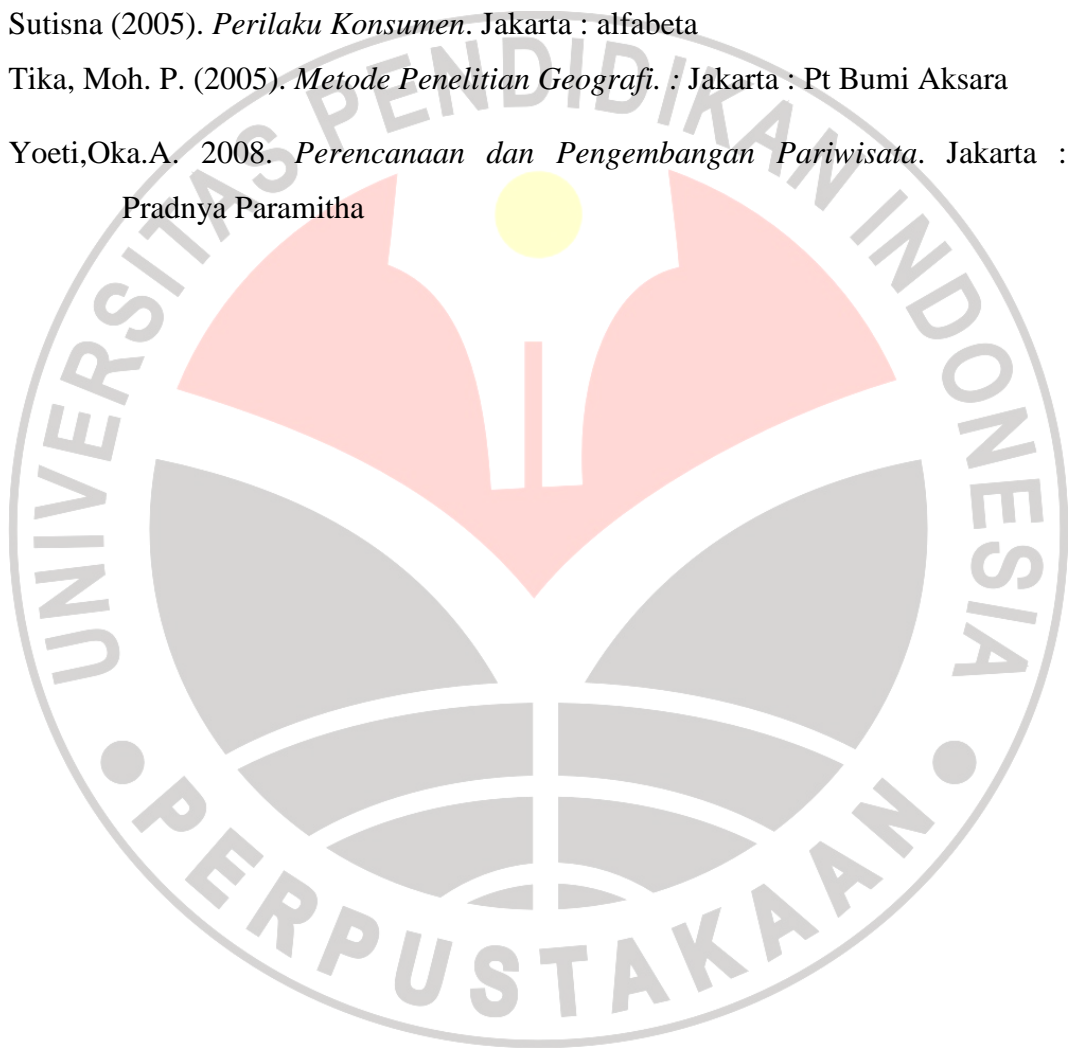 Sutisna (2005). Perilaku Konsumen. Jakarta : alfabeta
Tika, Moh. P. (2005). Metode Penelitian Geografi. : Jakarta : Pt Bumi Aksara
Yoeti,Oka.A. 2008. Perencanaan dan Pengembangan Pariwisata. Jakarta :
Pradnya Paramitha
UNIVERSITAS PENDIDIKAN INDONESIA
PERPUSTAKAAN